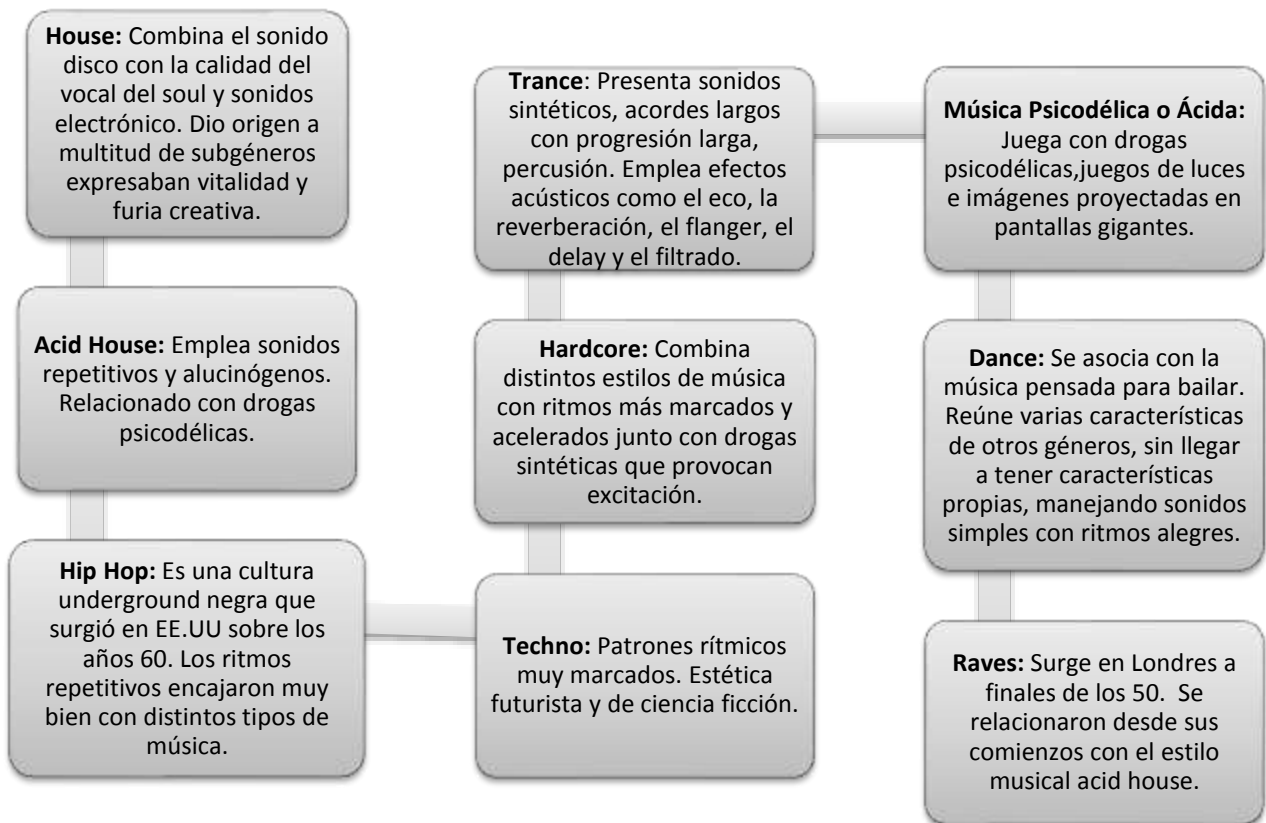 House: Combina el sonido
disco con la calidad del
vocal del soul y sonidos
electrónico. Dio origen a
multitud de subgéneros
expresaban vitalidad y
furia creativa.
Acid House: Emplea sonidos
repetitivos y alucinógenos.
Relacionado con drogas
psicodélicas.
Hip Hop: Es una cultura
underground negra que
surgió en EE.UU sobre los
años 60. Los ritmos
repetitivos encajaron muy
bien con distintos tipos de
música.
Techno: Patrones rítmicos
muy marcados. Estética
futurista y de ciencia ficción.
Hardcore: Combina
distintos estilos de música
con ritmos más marcados y
acelerados junto con drogas
sintéticas que provocan
excitación.
Trance: Presenta sonidos
sintéticos, acordes largos
con progresión larga,
percusión. Emplea efectos
acústicos como el eco, la
reverberación, el flanger, el
delay y el filtrado.
Música Psicodélica o Ácida:
Juega con drogas
psicodélicas,juegos de luces
e imágenes proyectadas en
pantallas gigantes.
Dance: Se asocia con la
música pensada para bailar.
Reúne varias características
de otros géneros, sin llegar
a tener características
propias, manejando sonidos
simples con ritmos alegres.
Raves: Surge en Londres a
finales de los 50. Se
relacionaron desde sus
comienzos con el estilo
musical acid house.